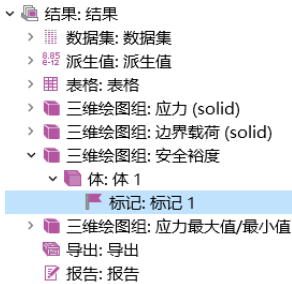 结果: 结果
数据集: 数据集
8.85
e-12
派生值: 派生值
表格: 表格
三维绘图组: 应力 (solid)
三维绘图组: 边界载荷 (solid)
三维绘图组: 安全裕度
体: 体 1
标记: 标记 1
三维绘图组: 应力最大值/最小值
导出: 导出
报告: 报告